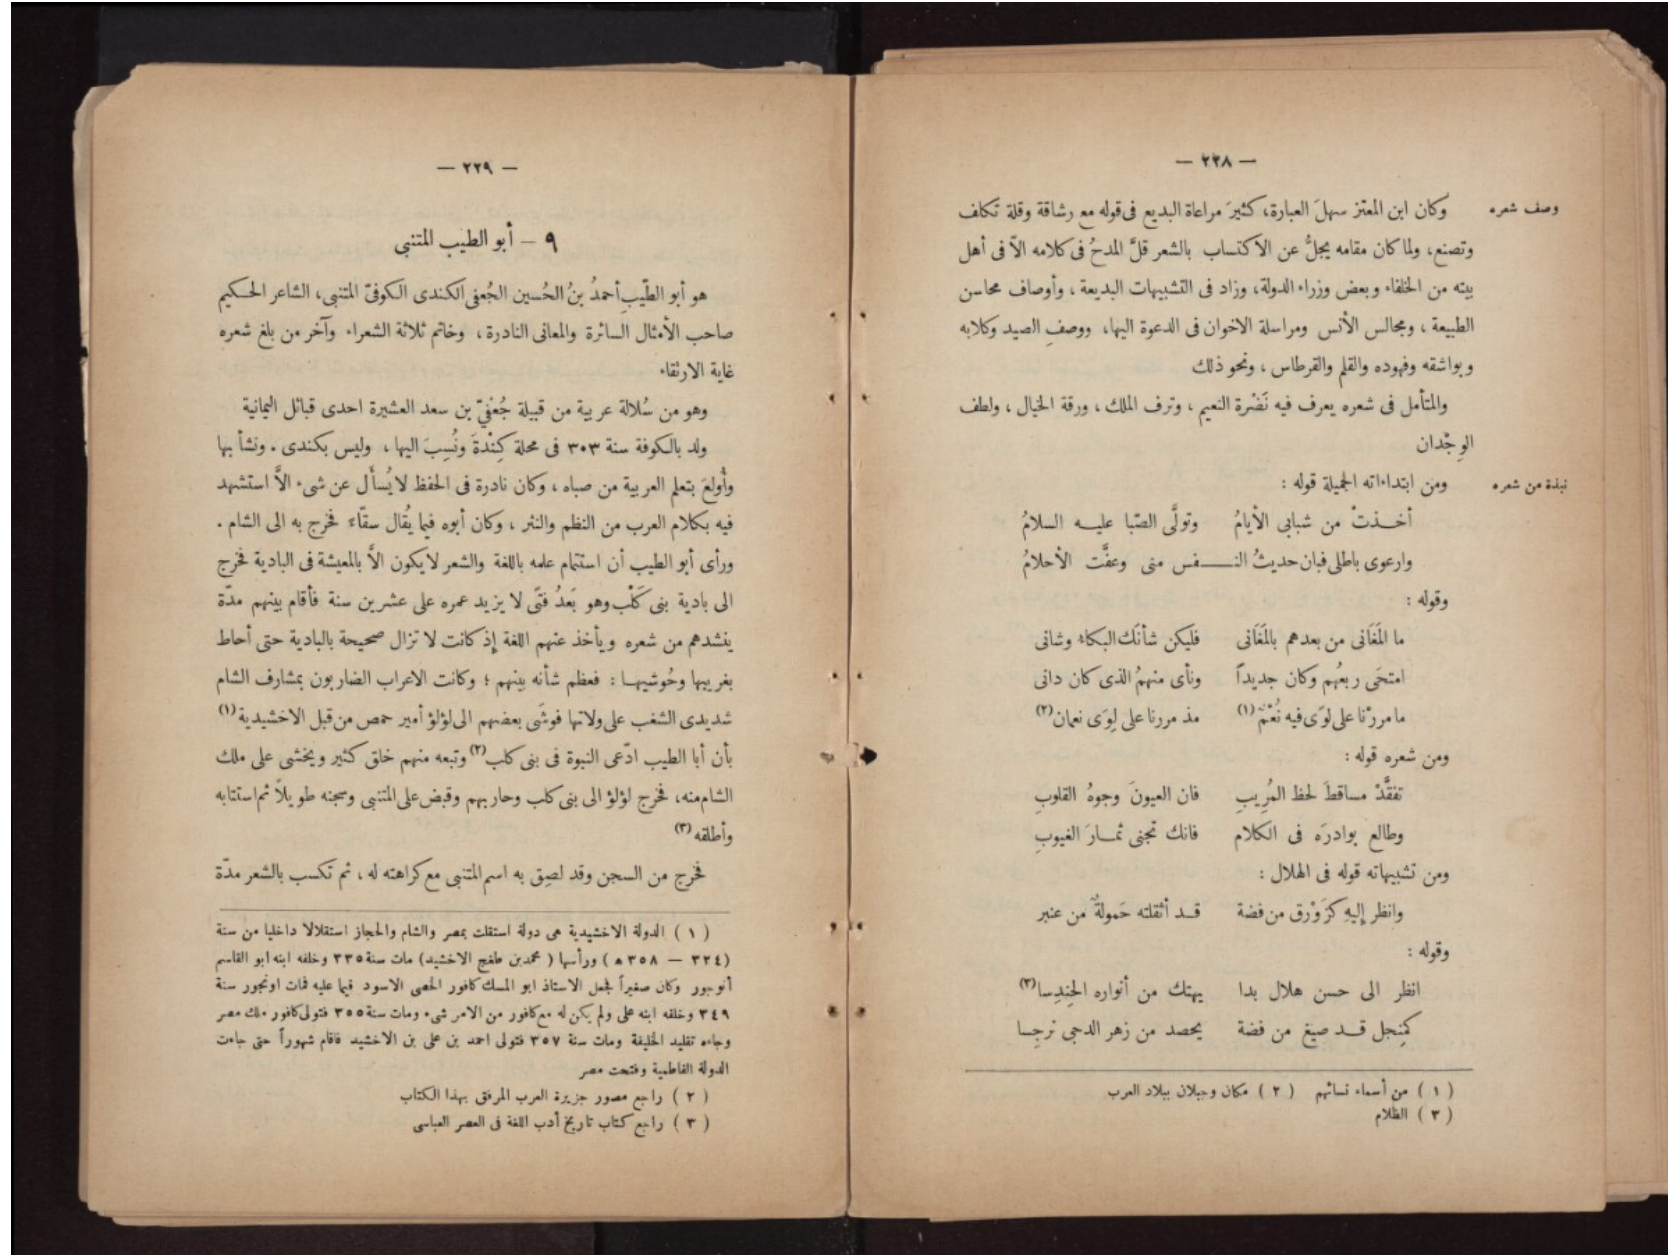 — ٢٢٨ —
وصف شعره
وكان ابن المعتز سهلَ العبارة، كثيرَ مراعاة البديع فى قوله مع رشاقة وقلة تكلف
وتصنع، ولما كان مقامه يجلُّ عن الاكتساب بالشعر قلَّ المدحُ فى كلامه الاّ فى أهل
بيته من الخلفاء وبعض وزراء الدولة، وزاد فى التشبيهات البديعة ، وأوصاف محاسن
الطبيعة ، ومجالس الأنس ومراسلة الاخوان فى الدعوة اليها، ووصفِ الصيد وكلابه
وبواشقه وفهوده والقلم والقرطاس ، ونحو ذلك
والمتأمل فى شعره يعرف فيه نَضْرة النعيم ، وترف الملك ، ورقة الخيال ، ولطف
الوِجْدان
نبذة من شعره
ومن ابتداءاته الجميلة قوله :
أخـذتْ من شبابى الأيامُ وتولَّى الصّبا عليـه السلامُ
وارعوى باطلى فبان حديثُ النـــفس منى وعفَّت الأحلامُ
وقوله :
ما المَغَانى من بعدهم بالمَغَانى فليكن شأنَك البكاءُ وشانى
امتحَى ربعُهُم وكان جديداً ونأى منهمُ الذى كان دانى
ما مررْنا على لوًى فيه نُعْمٌ (١) مذ مررنا على لِوَى نعمان (٢)
ومن شعره قوله :
تفقَّدْ مساقطَ لحظ المُرِيبِ فان العيونَ وجوهُ القلوبِ
وطالع بوادرَه فى الكلام فانك تجنى ثمـارَ الغيوبِ
ومن تشبيهاته قوله فى الهلال :
وانظر إليهِ كزَوْرق من فضة قـد أثقلته حَمولةٌ من عنبر
وقوله :
انظر الى حسن هلال بدا يهتك من أنواره الحِندِسا (٣)
كمِنجل قـد صيغ من فضة يحصد من زهر الدجى نرجِسا
( ١ ) من أسماء نسائهم ( ٢ ) مكان وجبلان ببلاد العرب
( ٣ ) الظلام
— ٢٢٩ —
٩ — أبو الطيب المتنبى
هو أبو الطّيب أحمدُ بنُ الحُسين الجُعفى الكندى الكوفىّ المتنبى، الشاعر الحكيم
صاحب الأمثال السائرة والمعانى النادرة ، وخاتم ثلاثة الشعراء وآخر من بلغ شعره
غاية الارتقاء
وهو من سُلالة عربية من قبيلة جُعْفىّ بن سعد العشيرة احدى قبائل اليمانية
ولد بالكوفة سنة ٣٠٣ فى محلة كِنْدةَ ونُسِبَ اليها ، وليس بكندى . ونشأ بها
وأُولعَ بتعلم العربية من صباه ، وكان نادرة فى الحفظ لا يُسأَل عن شىء الاَّ استشهد
فيه بكلام العرب من النظم والنثر ، وكان أبوه فيما يُقال سقّاءً فخرج به الى الشام .
ورأى أبو الطيب أن استتمام علمه باللغة والشعر لا يكون الاَّ بالمعيشة فى البادية فخرج
الى بادية بنى كَلْب وهو بَعدُ فتًى لا يزيد عمره على عشرين سنة فأقام بينهم مدّة
ينشدهم من شعره ويأخذ عنهم اللغة إِذ كانت لا تزال صحيحة بالبادية حتى أحاط
بغريبها وحُوشيهـا : فعظم شأنه بينهم ؛ وكانت الاعراب الضاربون بمشارف الشام
شديدى الشغب على ولاتها فوشَى بعضهم الى لؤلؤ أمير حمص من قبل الاخشيدية (١)
بأن أبا الطيب ادّعى النبوة فى بنى كلب (٢) وتبعه منهم خلق كثير ويخشى على ملك
الشام منه، فخرج لؤلؤ الى بنى كلب وحاربهم وقبض على المتنبى وسجنه طويلاً ثم استتابه
وأطلقه (٣)
فخرج من السجن وقد لصِق به اسم المتنبى مع كراهته له ، ثم تكسب بالشعر مدّة
( ١ ) الدولة الاخشيدية هى دولة استقلت بمصر والشام والحجاز استقلالا داخليا من سنة
(٣٢٤ — ٣٥٨ ه ) ورأسها ( محمد بن طغج الاخشيد) مات سنة ٣٣٥ وخلفه ابنه ابو القاسم
أنوجور وكان صغيراً فجعل الاستاذ ابو المسك كافور الخصى الاسود قيما عليه فمات اونجور سنة
٣٤٩ وخلفه ابنه على ولم يكن له مع كافور من الامر شىء ومات سنة ٣٥٥ فتولى كافور ملك مصر
وجاءه تقليد الخليفة ومات سنة ٣٥٧ فتولى احمد بن على بن الاخشيد فاقام شهوراً حتى جاءت
الدولة الفاطمية وفتحت مصر
( ٢ ) راجع مصور جزيرة العرب المرفق بهذا الكتاب
( ٣ ) راجع كتاب تاريخ أدب اللغة فى العصر العباسى